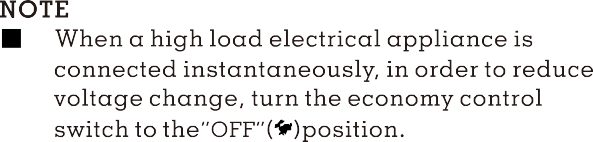 NOTE
■ When a high load electrical appliance is
connected instantaneously, in order to reduce
voltage change, turn the economy control
switch to the"OFF"()position.